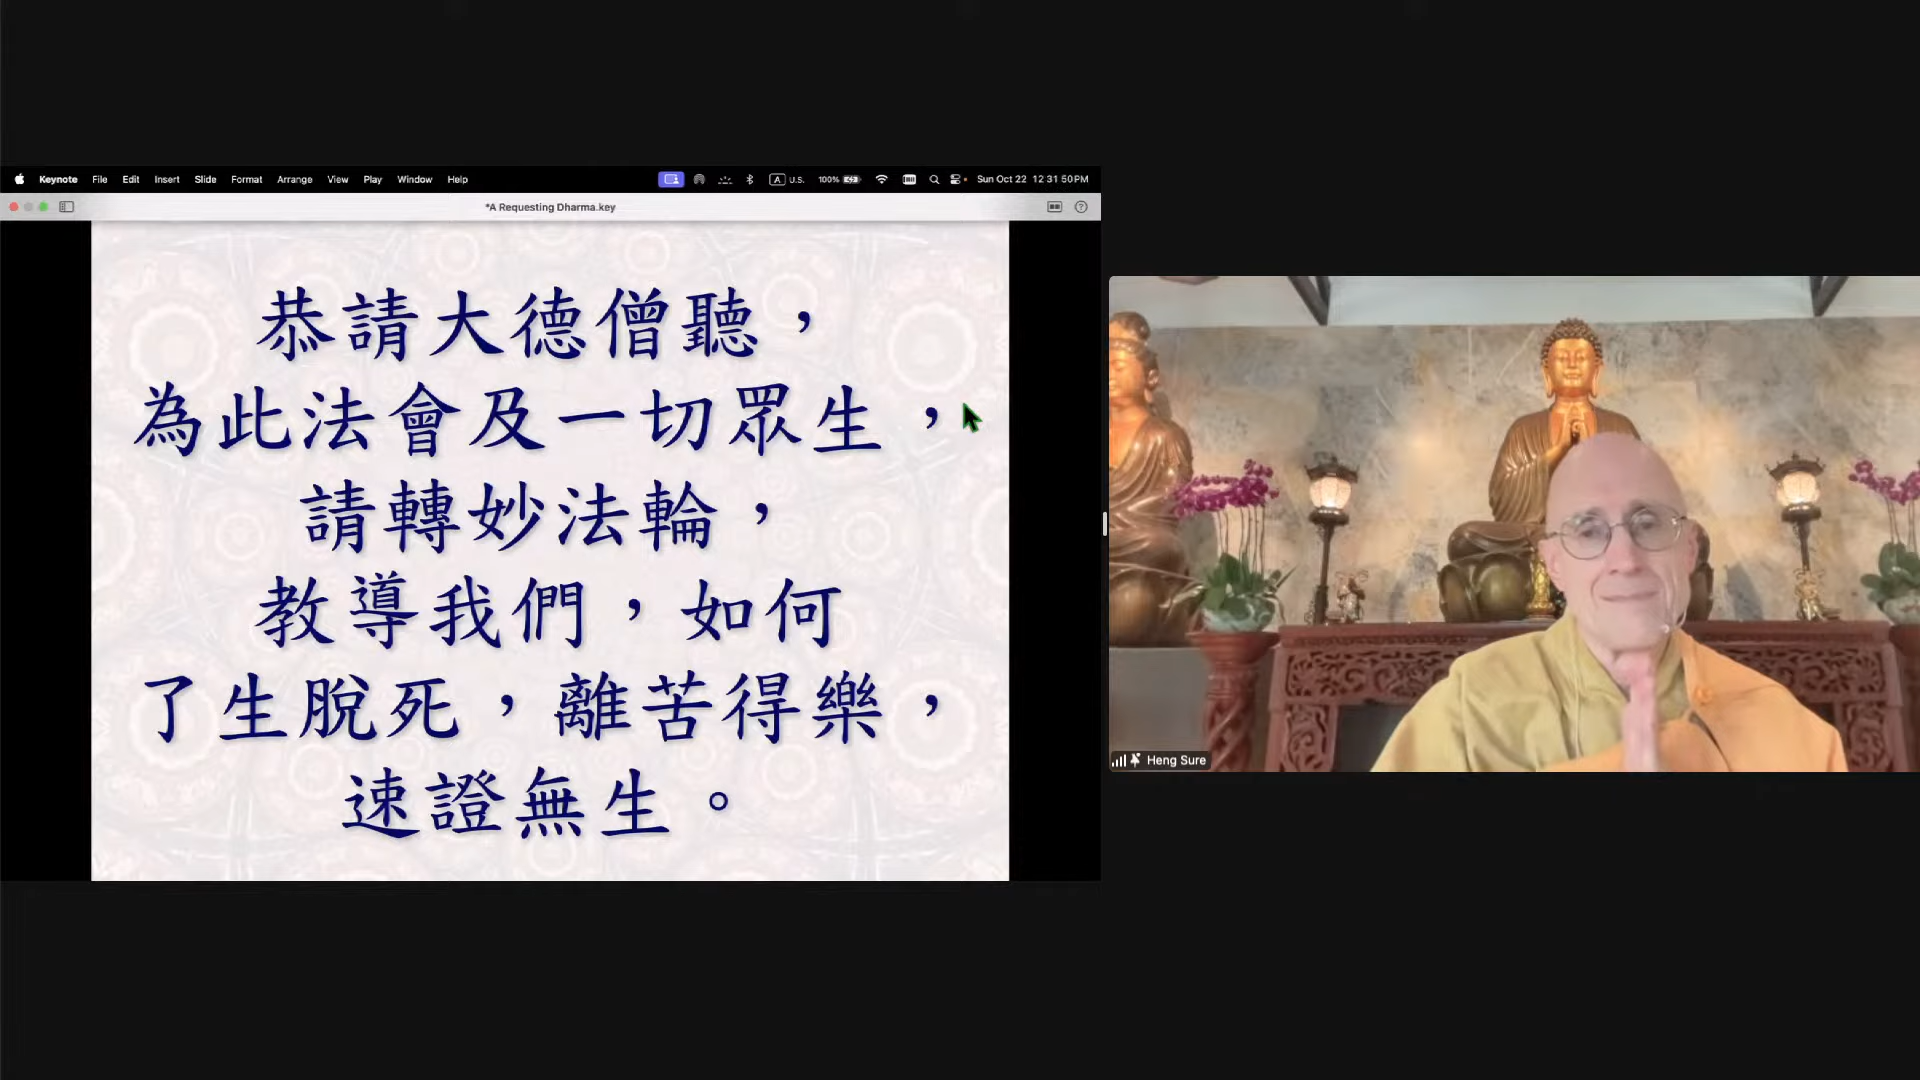 Keynote File Edit Insert Slide Format Arrange View Play Window Help A U.S. 100% Sun Oct 22 12 31 50 PM
*A Requesting Dharma.key
恭請大德僧聽，
為此法會及一切眾生，
請轉妙法輪，
教導我們，如何
了生脫死，離苦得樂，
速證無生。
Heng Sure